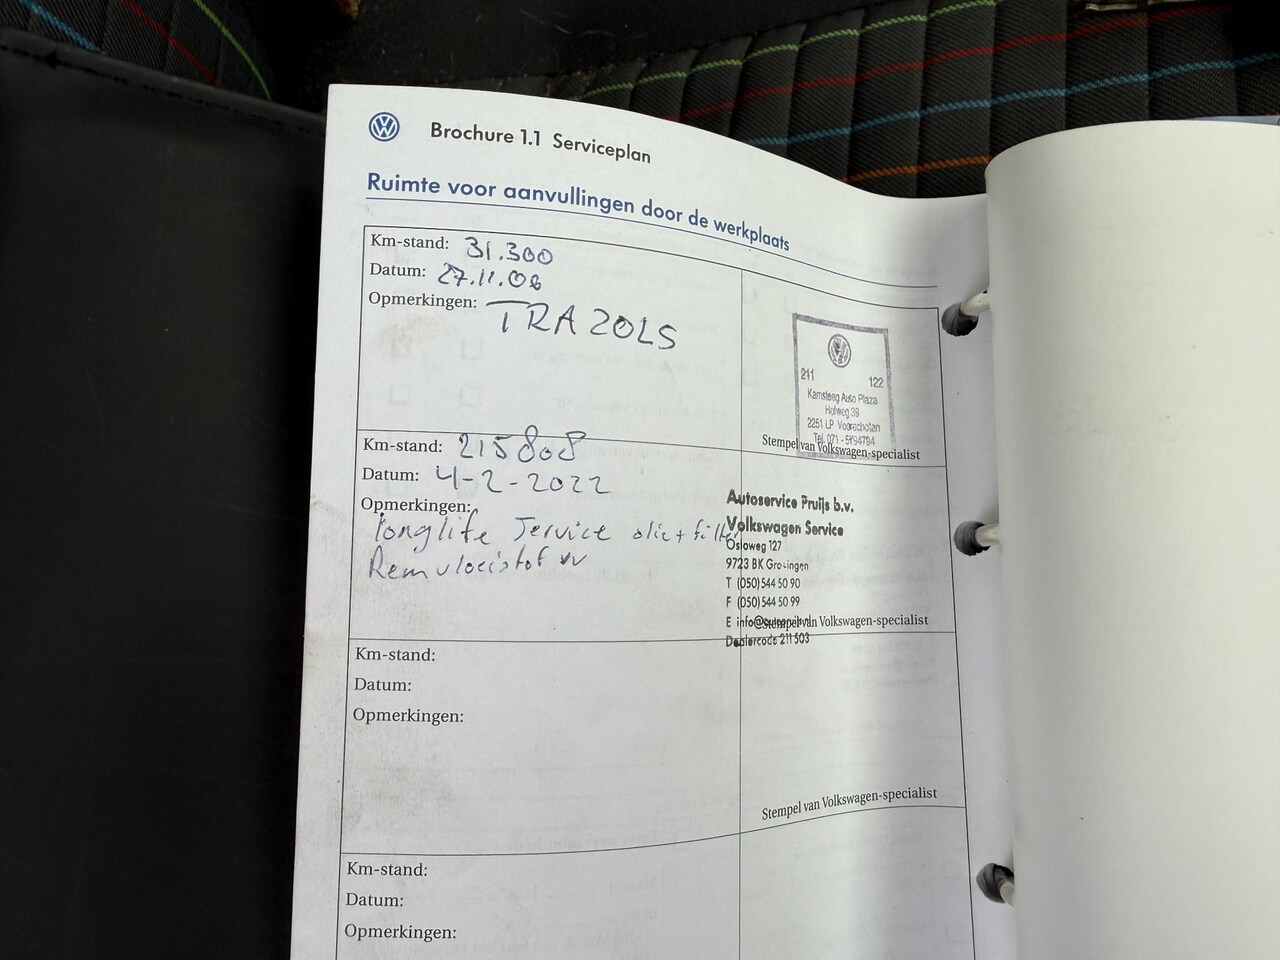 Brochure 1.1 Serviceplan
Ruimte voor aanvullingen door de werkplaats
Km-stand: 31.300
Datum: 27.11.06
Opmerkingen: TRA 20LS
211 122
Kamsteeg Auto Plaza
Hofweg 39
2251 LP Voorschoten
Tel. 071 -
Stempel van Volkswagen-specialist
Km-stand: 215808
Datum: 4-2-2022
Opmerkingen:
longlife Service olie + filter
Remvloeistof vv
Autoservice Pruijs b.v.
Volkswagen Service
Osloweg 127
9723 BK Groningen
T (050) 544 50 90
F (050) 544 50 99
E
Stempel van Volkswagen-specialist
Dealercode 211 503
Km-stand:
Datum:
Opmerkingen:
Stempel van Volkswagen-specialist
Km-stand:
Datum:
Opmerkingen: